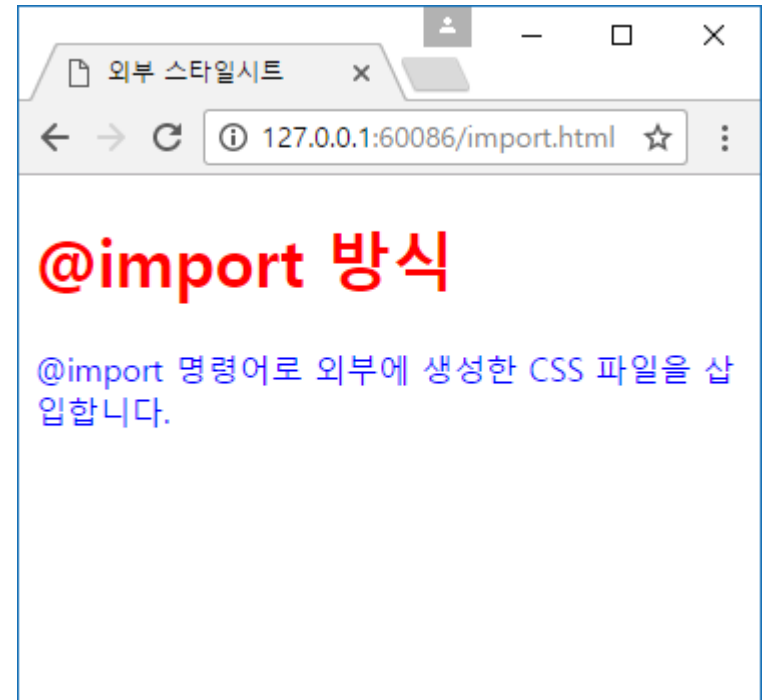 외부 스타일시트
127.0.0.1:60086/import.html
@import 방식
@import 명령어로 외부에 생성한 CSS 파일을 삽
입합니다.